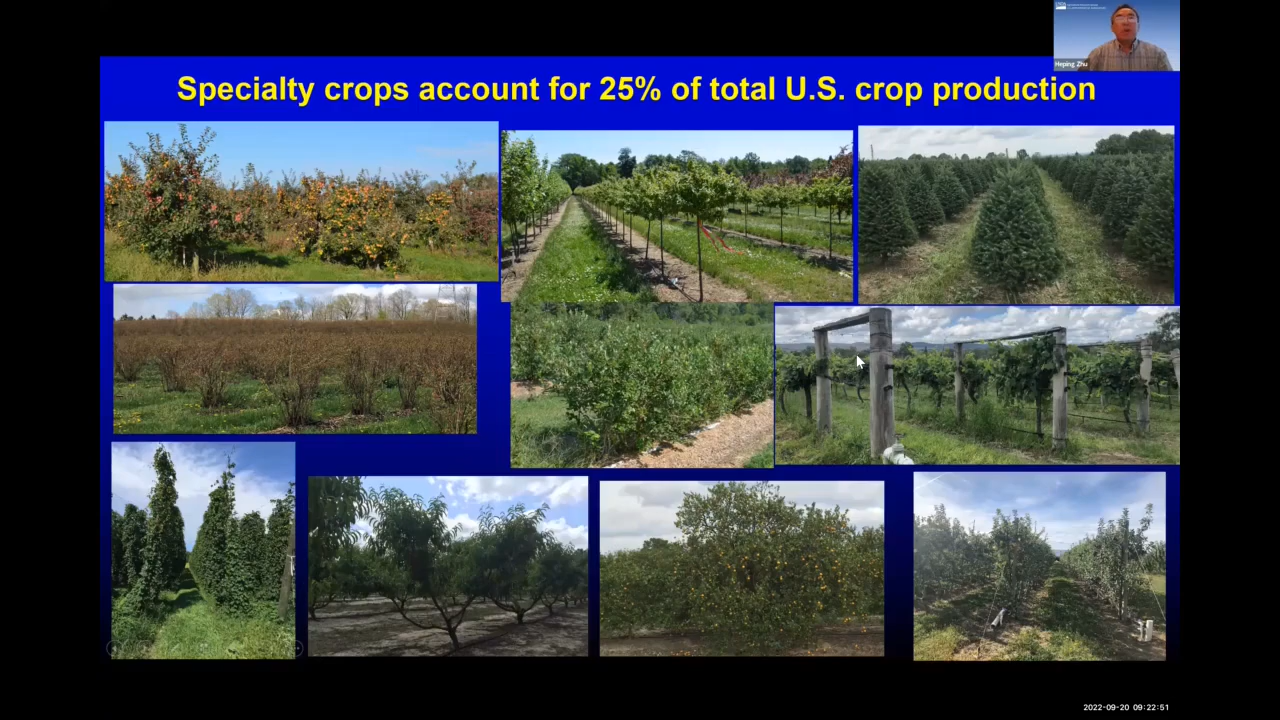 Specialty crops account for 25% of total U.S. crop production
Heping Zhu
2022-09-20 09:22:51